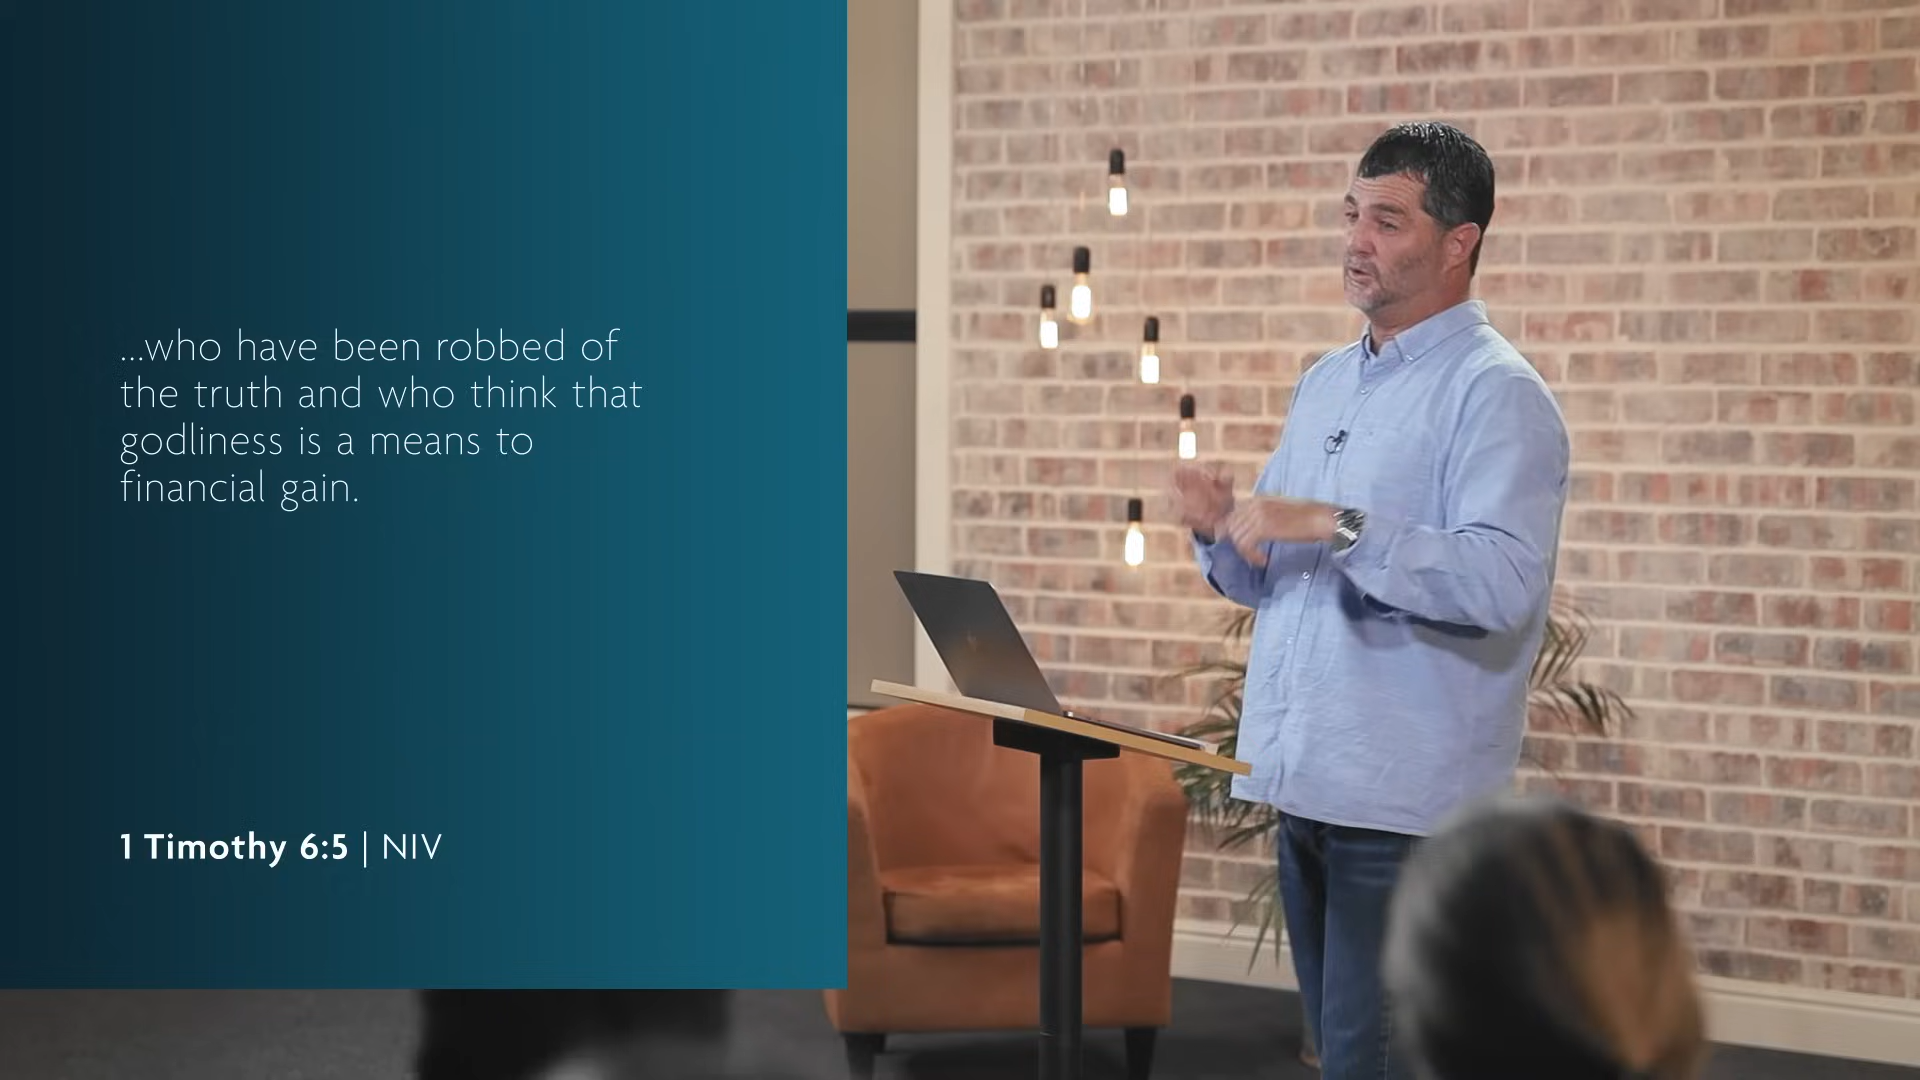 ...who have been robbed of
the truth and who think that
godliness is a means to
financial gain.
1 Timothy 6:5 | NIV